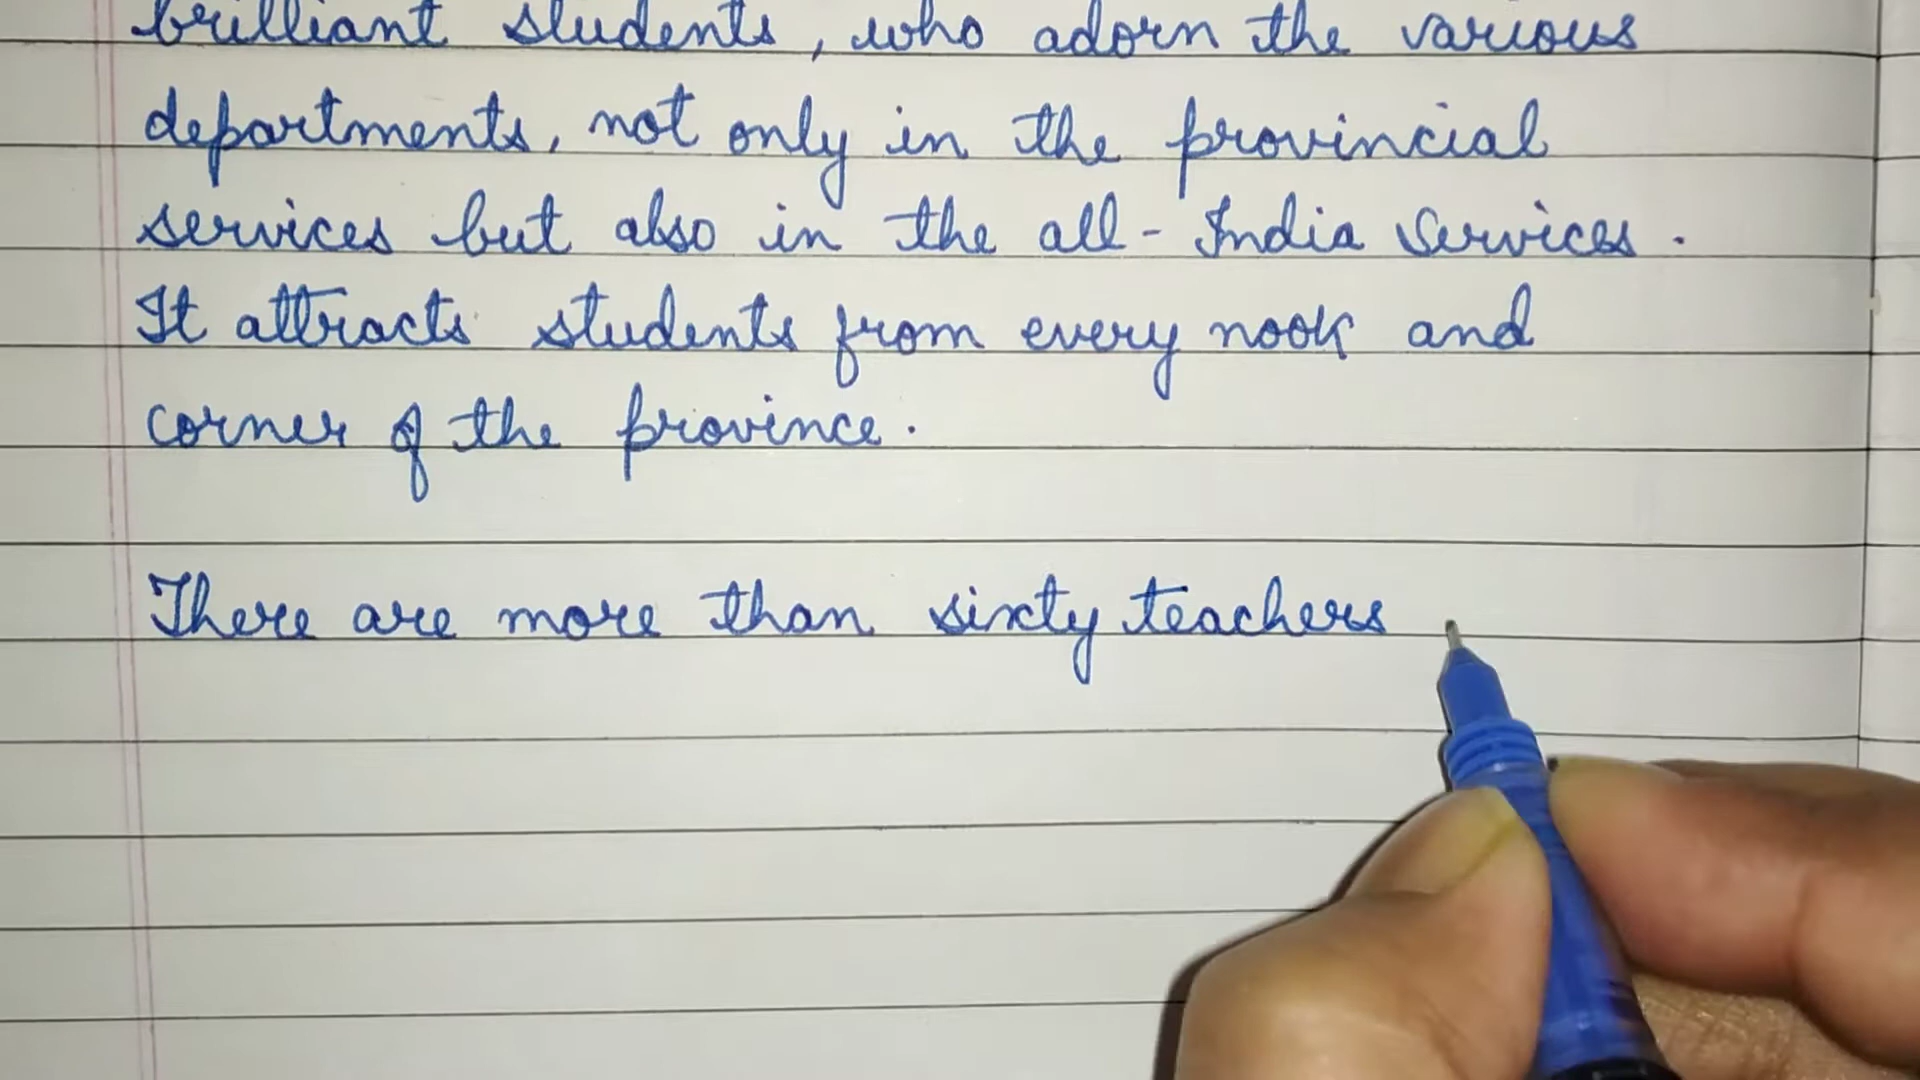 brilliant students, who adorn the various
departments, not only in the provincial
services but also in the all-India Services.
It attracts students from every nook and
corner of the province.
There are more than sixty teachers